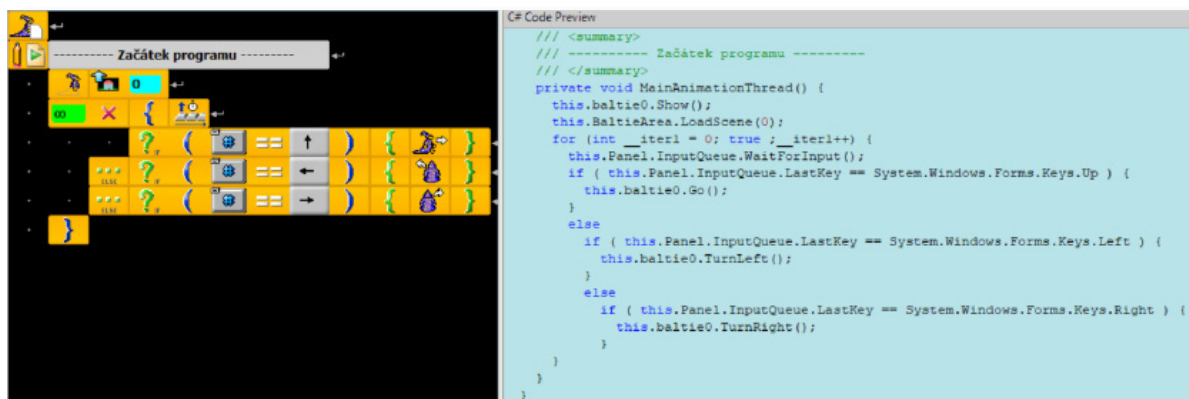 C# Code Preview
---------- Začátek programu ---------
0
∞ × {
? IF ( == ↑ ) { }
ELSE ? IF ( == ← ) { }
ELSE ? IF ( == → ) { }
}
/// <summary>
/// ---------- Začátek programu ---------
/// </summary>
private void MainAnimationThread() {
this.baltie0.Show();
this.BaltieArea.LoadScene(0);
for (int __iter1 = 0; true ;__iter1++) {
this.Panel.InputQueue.WaitForInput();
if ( this.Panel.InputQueue.LastKey == System.Windows.Forms.Keys.Up ) {
this.baltie0.Go();
}
else
if ( this.Panel.InputQueue.LastKey == System.Windows.Forms.Keys.Left ) {
this.baltie0.TurnLeft();
}
else
if ( this.Panel.InputQueue.LastKey == System.Windows.Forms.Keys.Right ) {
this.baltie0.TurnRight();
}
}
}
}